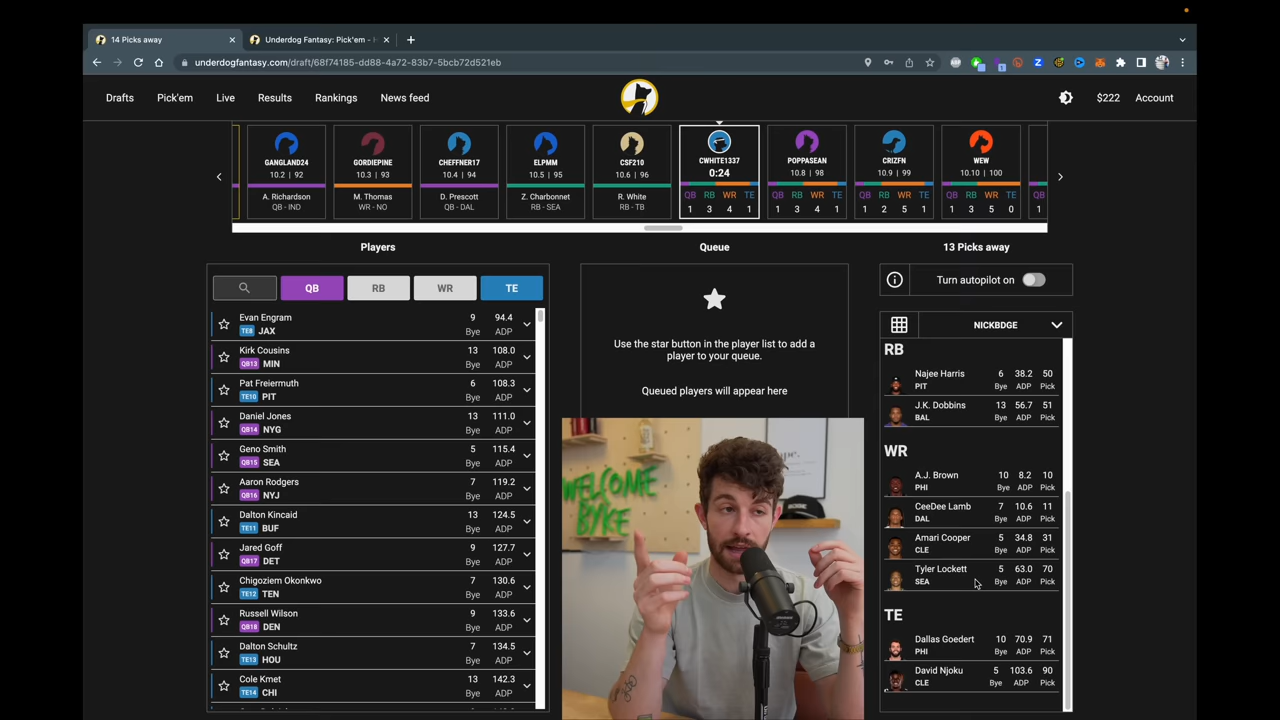 14 Picks away
Underdog Fantasy: Pick'em - H
underdogfantasy.com/draft/68f74185-dd88-4a72-83b7-5bcb72d521eb
Drafts Pick'em Live Results Rankings News feed
$222 Account
GANGLAND24
10.2 | 92
A. Richardson
QB - IND
GORDIEPINE
10.3 | 93
M. Thomas
WR - NO
CHEFFNER17
10.4 | 94
D. Prescott
QB - DAL
ELPMM
10.5 | 95
Z. Charbonnet
RB - SEA
CSF210
10.6 | 96
R. White
RB - TB
CWHITE1337
0:24
QB RB WR TE
1 3 4 1
POPPASEAN
10.8 | 98
QB RB WR TE
1 3 4 1
CRIZFN
10.9 | 99
QB RB WR TE
1 2 5 1
WEW
10.10 | 100
QB RB WR TE
1 3 5 0
QB
1
Players
QB RB WR TE
Evan Engram 9 94.4
TE8 JAX Bye ADP
Kirk Cousins 13 108.0
QB13 MIN Bye ADP
Pat Freiermuth 6 108.3
TE10 PIT Bye ADP
Daniel Jones 13 111.0
QB14 NYG Bye ADP
Geno Smith 5 115.4
QB15 SEA Bye ADP
Aaron Rodgers 7 119.2
QB16 NYJ Bye ADP
Dalton Kincaid 13 124.5
TE11 BUF Bye ADP
Jared Goff 9 127.7
QB17 DET Bye ADP
Chigoziem Okonkwo 7 130.6
TE12 TEN Bye ADP
Russell Wilson 9 133.6
QB18 DEN Bye ADP
Dalton Schultz 7 134.5
TE13 HOU Bye ADP
Cole Kmet 13 142.3
TE14 CHI Bye ADP
Queue
Use the star button in the player list to add a
player to your queue.
Queued players will appear here
WELCOME
BYKE
13 Picks away
Turn autopilot on
NICKBDGE
RB
Najee Harris 6 38.2 50
PIT Bye ADP Pick
J.K. Dobbins 13 56.7 51
BAL Bye ADP Pick
WR
A.J. Brown 10 8.2 10
PHI Bye ADP Pick
CeeDee Lamb 7 10.6 11
DAL Bye ADP Pick
Amari Cooper 5 34.8 31
CLE Bye ADP Pick
Tyler Lockett 5 63.0 70
SEA Bye ADP Pick
TE
Dallas Goedert 10 70.9 71
PHI Bye ADP Pick
David Njoku 5 103.6 90
CLE Bye ADP Pick